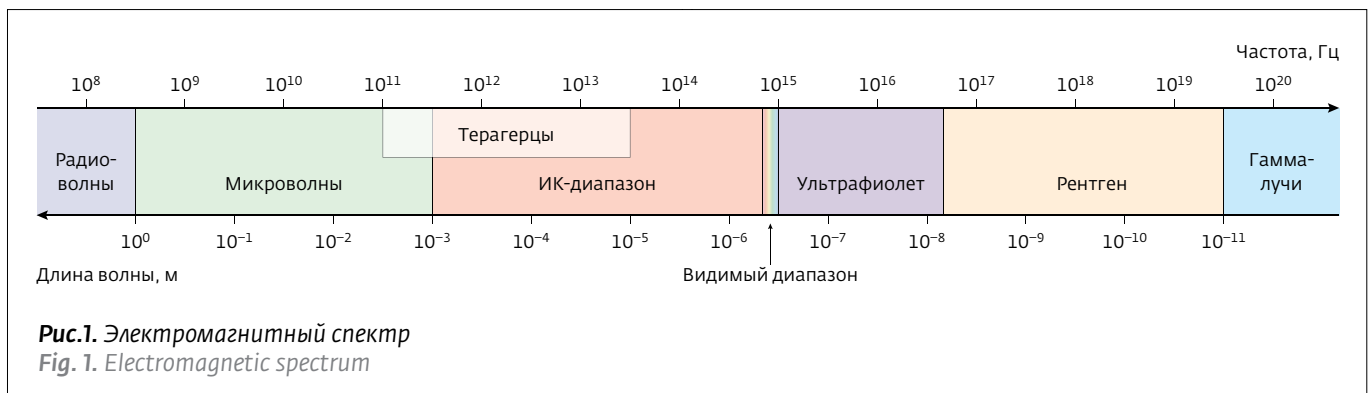 Частота, Гц
10⁸ 10⁹ 10¹⁰ 10¹¹ 10¹² 10¹³ 10¹⁴ 10¹⁵ 10¹⁶ 10¹⁷ 10¹⁸ 10¹⁹ 10²⁰
Терагерцы
Радио-
волны
Микроволны
ИК-диапазон
Ультрафиолет
Рентген
Гамма-
лучи
10⁰ 10⁻¹ 10⁻² 10⁻³ 10⁻⁴ 10⁻⁵ 10⁻⁶ 10⁻⁷ 10⁻⁸ 10⁻⁹ 10⁻¹⁰ 10⁻¹¹
Длина волны, м
Видимый диапазон
Рис.1. Электромагнитный спектр
Fig. 1. Electromagnetic spectrum